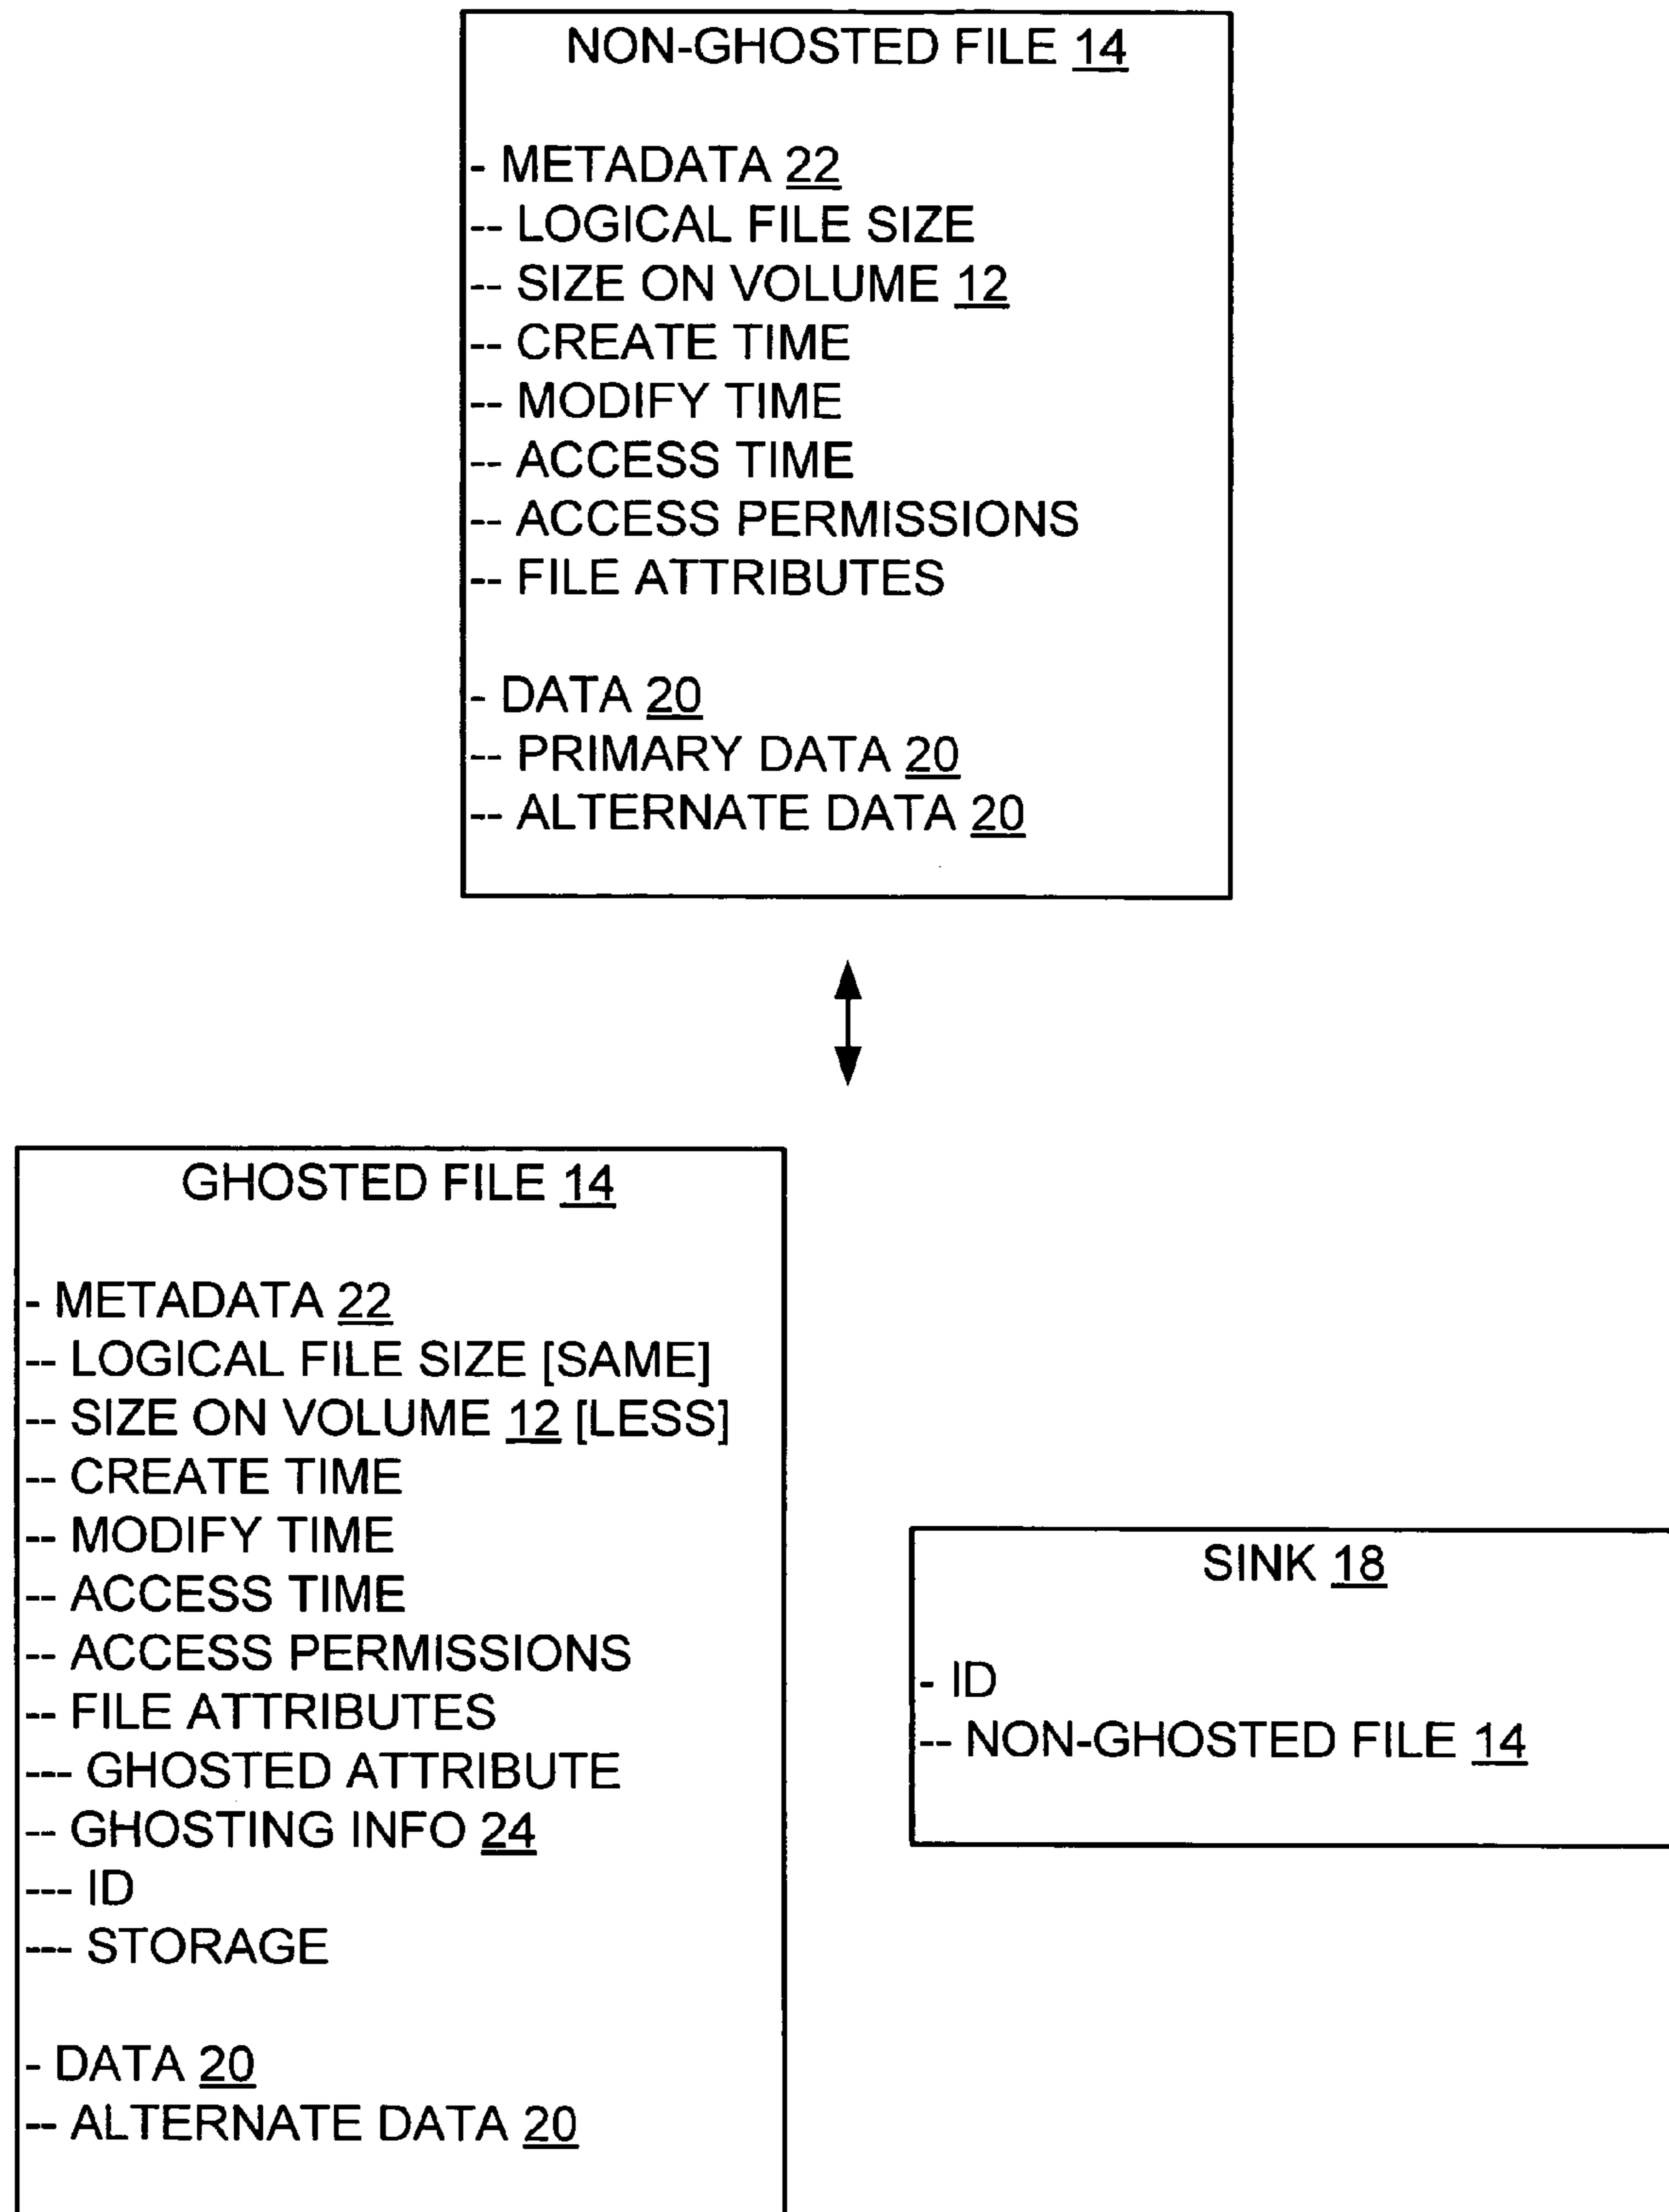 NON-GHOSTED FILE 14
- METADATA 22
-- LOGICAL FILE SIZE
-- SIZE ON VOLUME 12
-- CREATE TIME
-- MODIFY TIME
-- ACCESS TIME
-- ACCESS PERMISSIONS
-- FILE ATTRIBUTES
- DATA 20
-- PRIMARY DATA 20
-- ALTERNATE DATA 20
GHOSTED FILE 14
- METADATA 22
-- LOGICAL FILE SIZE [SAME]
-- SIZE ON VOLUME 12 [LESS]
-- CREATE TIME
-- MODIFY TIME
-- ACCESS TIME
-- ACCESS PERMISSIONS
-- FILE ATTRIBUTES
--- GHOSTED ATTRIBUTE
-- GHOSTING INFO 24
--- ID
--- STORAGE
- DATA 20
-- ALTERNATE DATA 20
SINK 18
- ID
-- NON-GHOSTED FILE 14